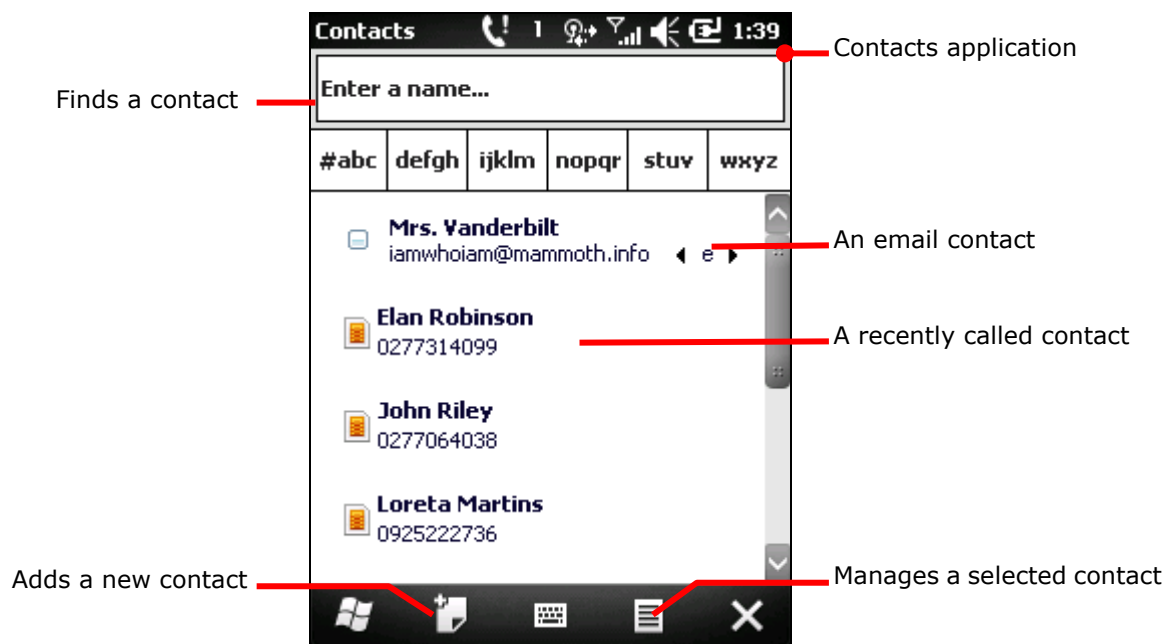 Contacts 1 1:39
Contacts application
Enter a name...
Finds a contact
#abc defgh ijklm nopqr stuv wxyz
Mrs. Vanderbilt
iamwhoiam@mammoth.info e
An email contact
Elan Robinson
0277314099
A recently called contact
John Riley
0277064038
Loreta Martins
0925222736
Adds a new contact
Manages a selected contact